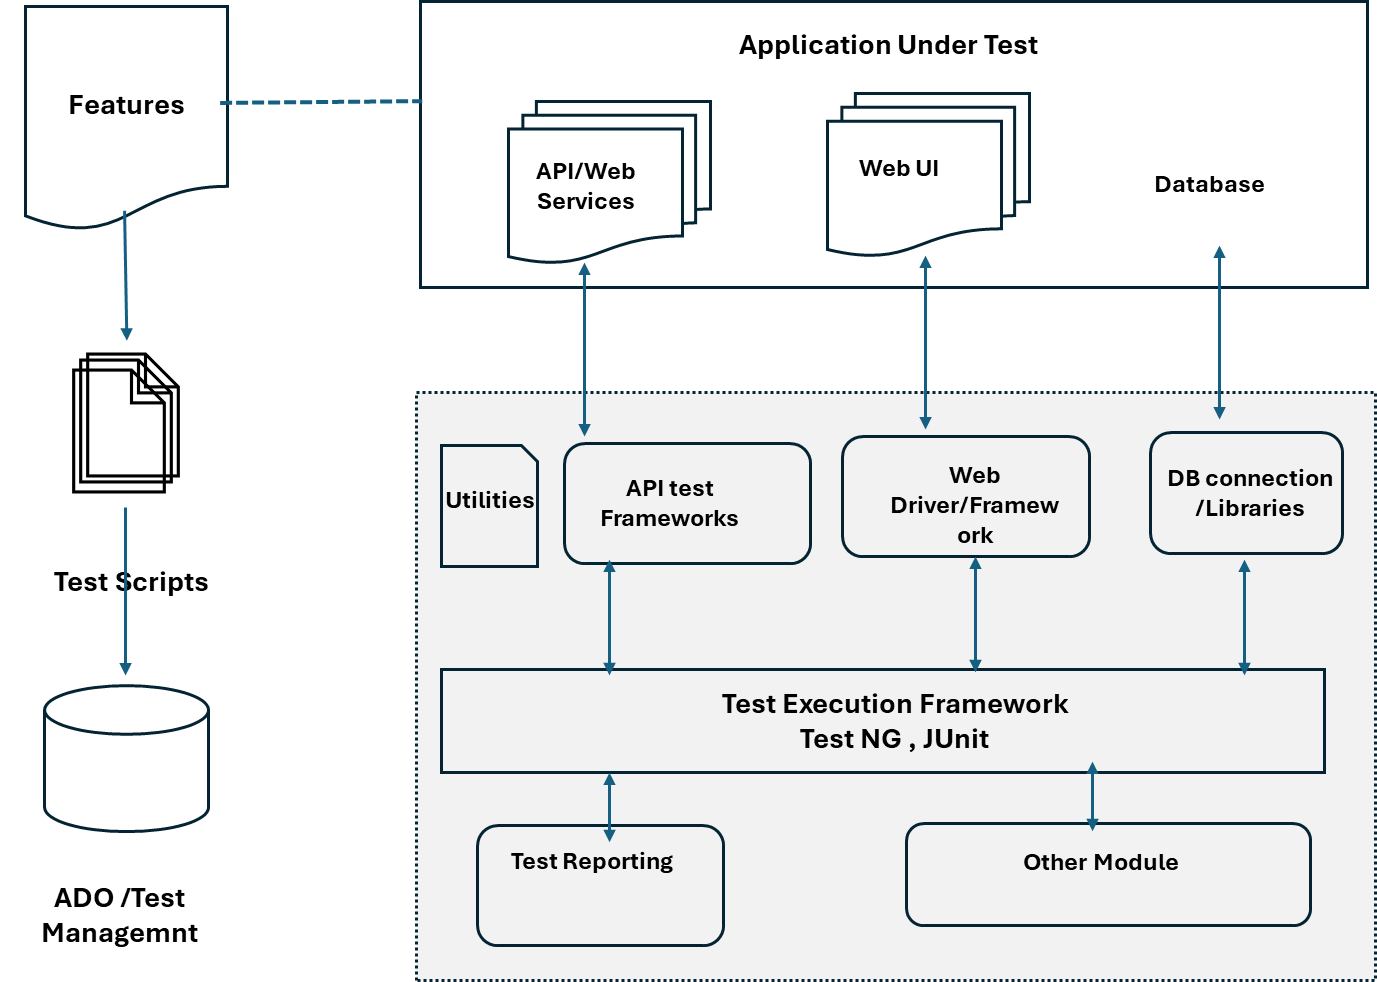 Application Under Test
Features
API/Web
Services
Web UI
Database
Utilities
API test
Frameworks
Web
Driver/Framew
ork
DB connection
/Libraries
Test Scripts
Test Execution Framework
Test NG , JUnit
Test Reporting
Other Module
ADO /Test
Managemnt